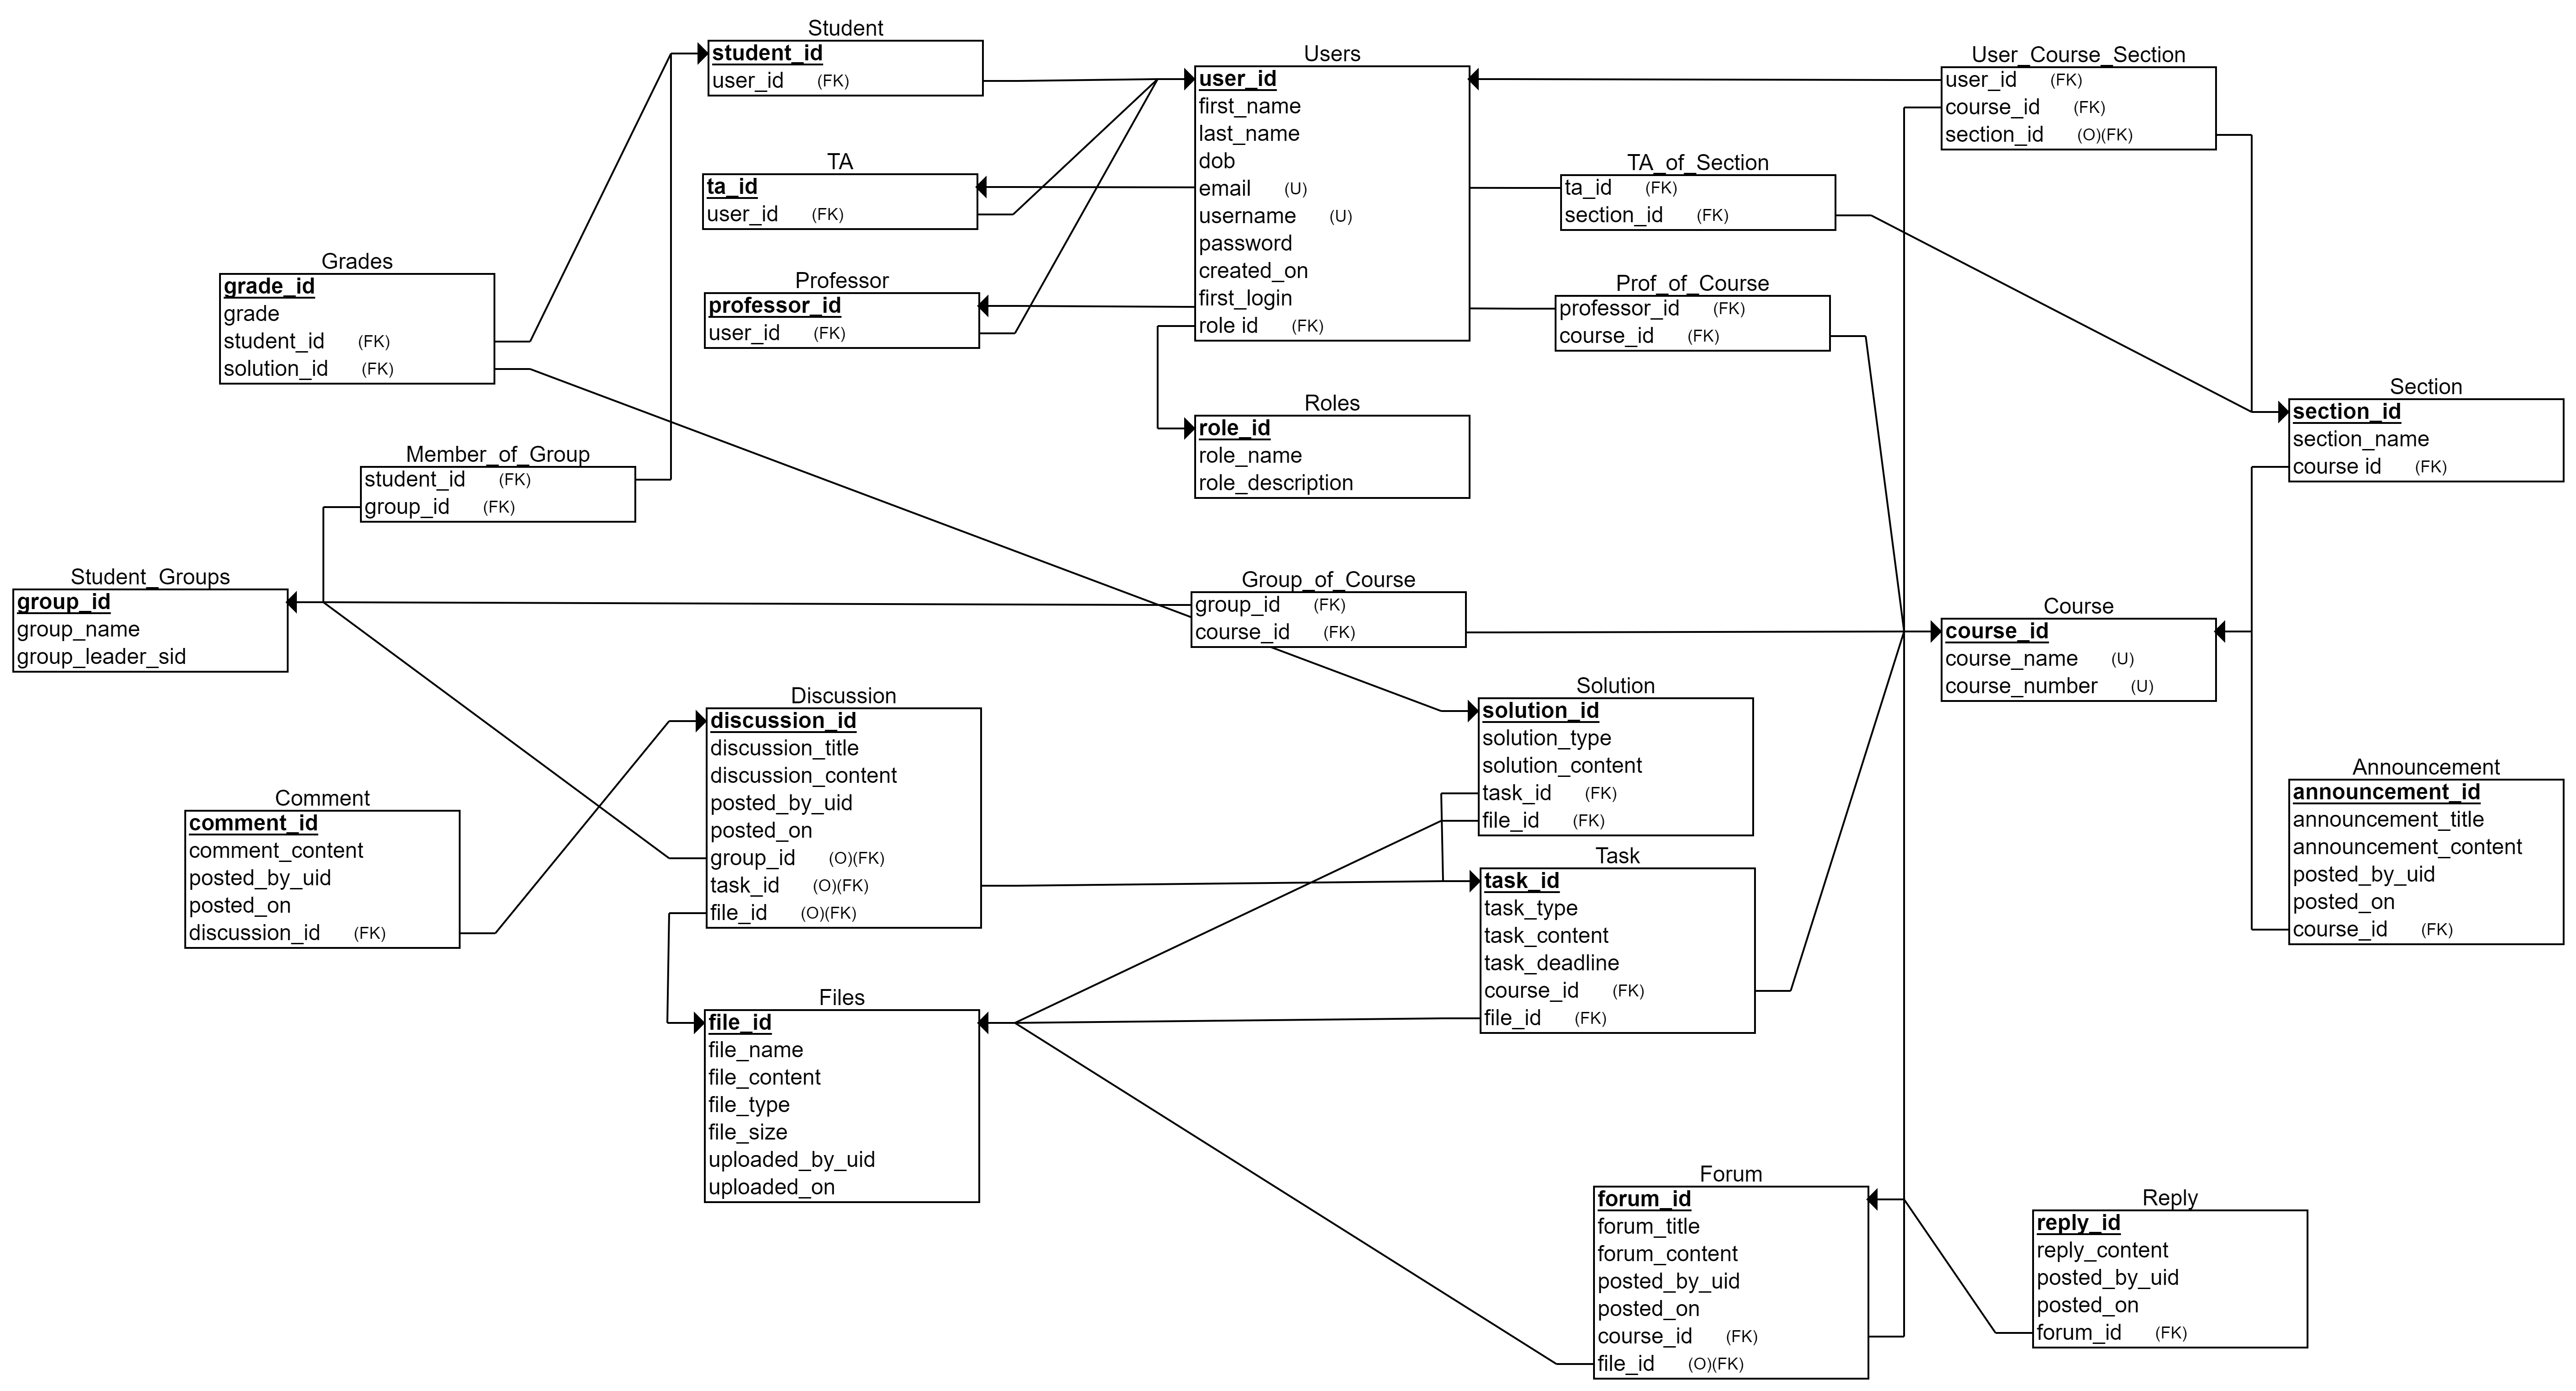 Student
student_id
user_id (FK)
Users
user_id
first_name
last_name
dob
email (U)
username (U)
password
created_on
first_login
role id (FK)
User_Course_Section
user_id (FK)
course_id (FK)
section_id (O)(FK)
TA
ta_id
user_id (FK)
TA_of_Section
ta_id (FK)
section_id (FK)
Grades
grade_id
grade
student_id (FK)
solution_id (FK)
Professor
professor_id
user_id (FK)
Prof_of_Course
professor_id (FK)
course_id (FK)
Roles
role_id
role_name
role_description
Section
section_id
section_name
course id (FK)
Member_of_Group
student_id (FK)
group_id (FK)
Student_Groups
group_id
group_name
group_leader_sid
Group_of_Course
group_id (FK)
course_id (FK)
Course
course_id
course_name (U)
course_number (U)
Discussion
discussion_id
discussion_title
discussion_content
posted_by_uid
posted_on
group_id (O)(FK)
task_id (O)(FK)
file_id (O)(FK)
Solution
solution_id
solution_type
solution_content
task_id (FK)
file_id (FK)
Announcement
announcement_id
announcement_title
announcement_content
posted_by_uid
posted_on
course_id (FK)
Comment
comment_id
comment_content
posted_by_uid
posted_on
discussion_id (FK)
Task
task_id
task_type
task_content
task_deadline
course_id (FK)
file_id (FK)
Files
file_id
file_name
file_content
file_type
file_size
uploaded_by_uid
uploaded_on
Forum
forum_id
forum_title
forum_content
posted_by_uid
posted_on
course_id (FK)
file_id (O)(FK)
Reply
reply_id
reply_content
posted_by_uid
posted_on
forum_id (FK)